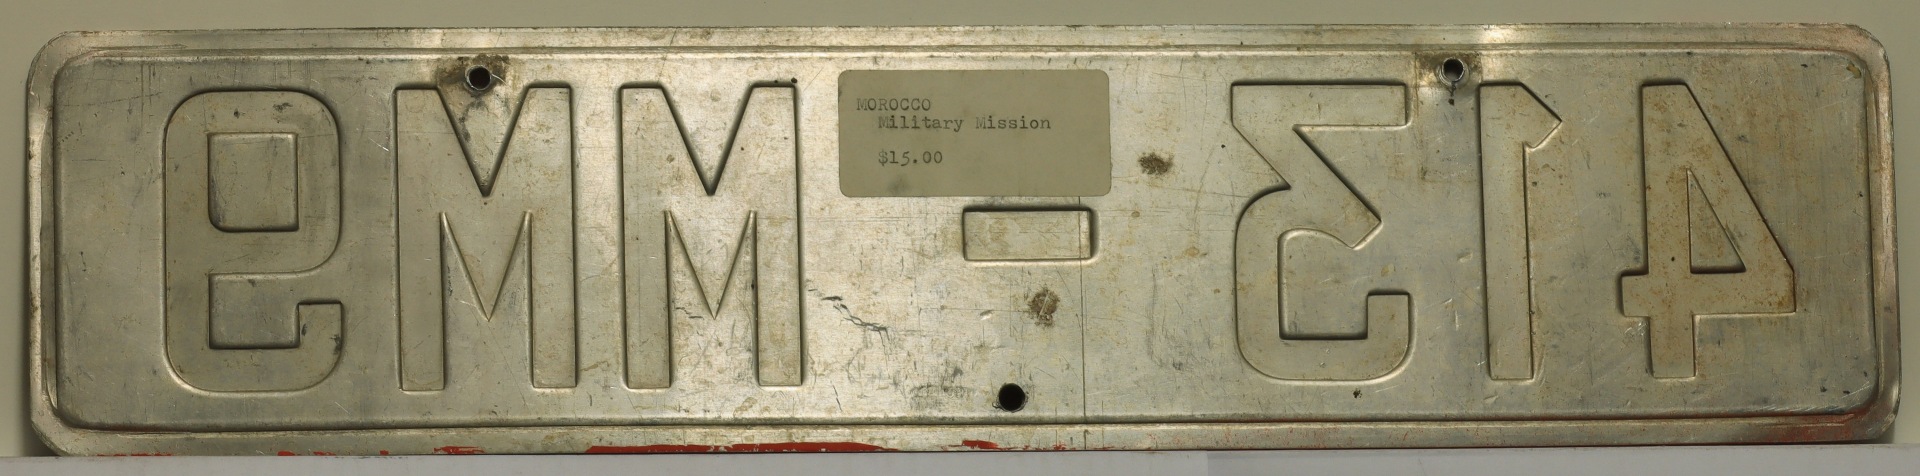 MOROCCO
Military Mission
$15.00
413-MM9